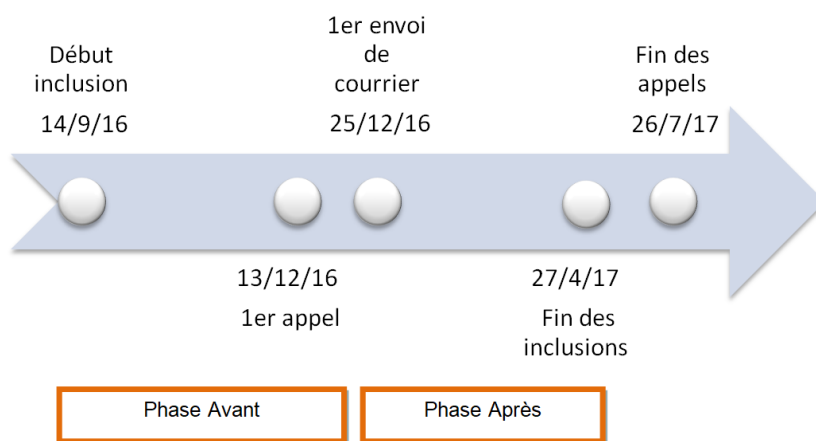 Début
inclusion
14/9/16
1er envoi
de
courrier
25/12/16
Fin des
appels
26/7/17
13/12/16
1er appel
27/4/17
Fin des
inclusions
Phase Avant
Phase Après